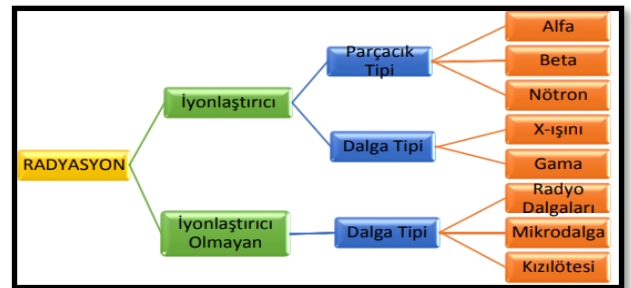 RADYASYON
İyonlaştırıcı
Parçacık
Tipi
Alfa
Beta
Nötron
Dalga Tipi
X-ışını
Gama
İyonlaştırıcı
Olmayan
Dalga Tipi
Radyo
Dalgaları
Mikrodalga
Kızılötesi